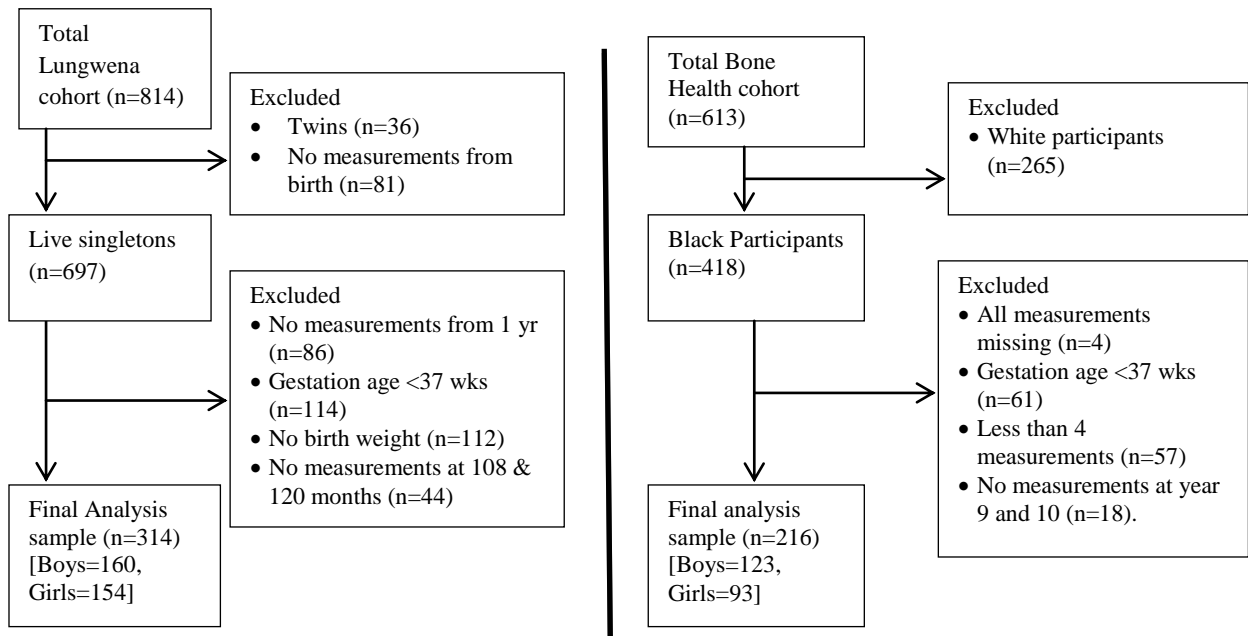 Total
Lungwena
cohort (n=814)
Excluded
• Twins (n=36)
• No measurements from
birth (n=81)
Live singletons
(n=697)
Excluded
• No measurements from 1 yr
(n=86)
• Gestation age <37 wks
(n=114)
• No birth weight (n=112)
• No measurements at 108 &
120 months (n=44)
Final Analysis
sample (n=314)
[Boys=160,
Girls=154]
Total Bone
Health cohort
(n=613)
Excluded
• White participants
(n=265)
Black Participants
(n=418)
Excluded
• All measurements
missing (n=4)
• Gestation age <37 wks
(n=61)
• Less than 4
measurements (n=57)
• No measurements at year
9 and 10 (n=18).
Final analysis
sample (n=216)
[Boys=123,
Girls=93]